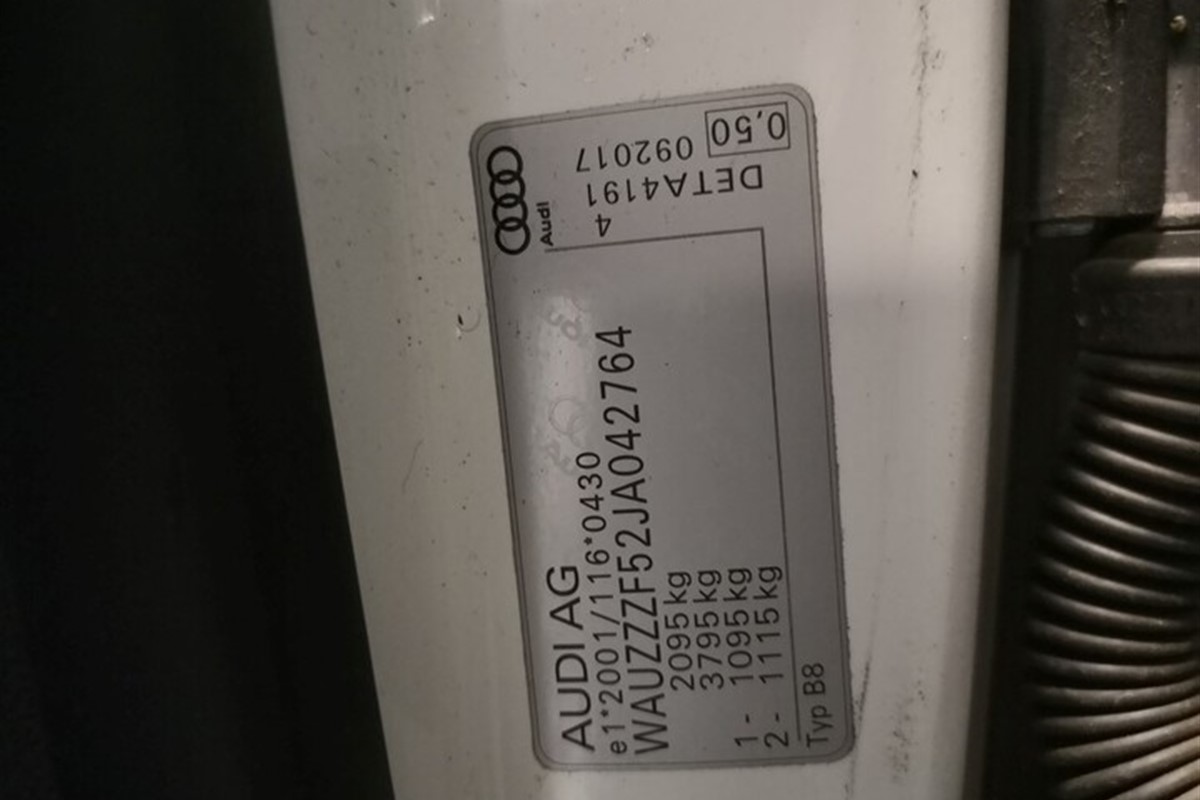 AUDI AG
e1*2001/116*0430
WAUZZZF52JA042764
2095 kg
3795 kg
1 - 1095 kg
2 - 1115 kg
Typ B8
Audi
4
DETA4191
092017
0,50